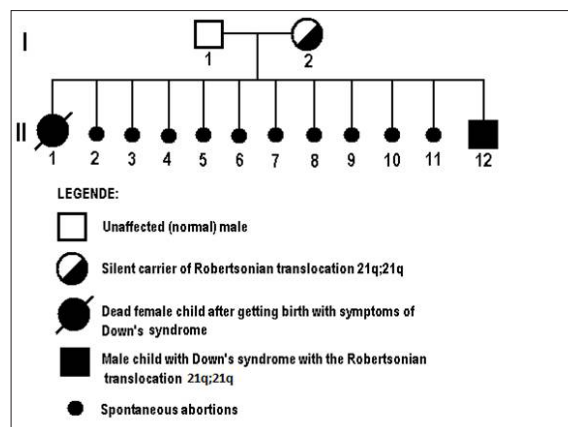 I
1 2
II
1 2 3 4 5 6 7 8 9 10 11 12
LEGENDE:
Unaffected (normal) male
Silent carrier of Robertsonian translocation 21q;21q
Dead female child after getting birth with symptoms of
Down's syndrome
Male child with Down's syndrome with the Robertsonian
translocation 21q;21q
Spontaneous abortions